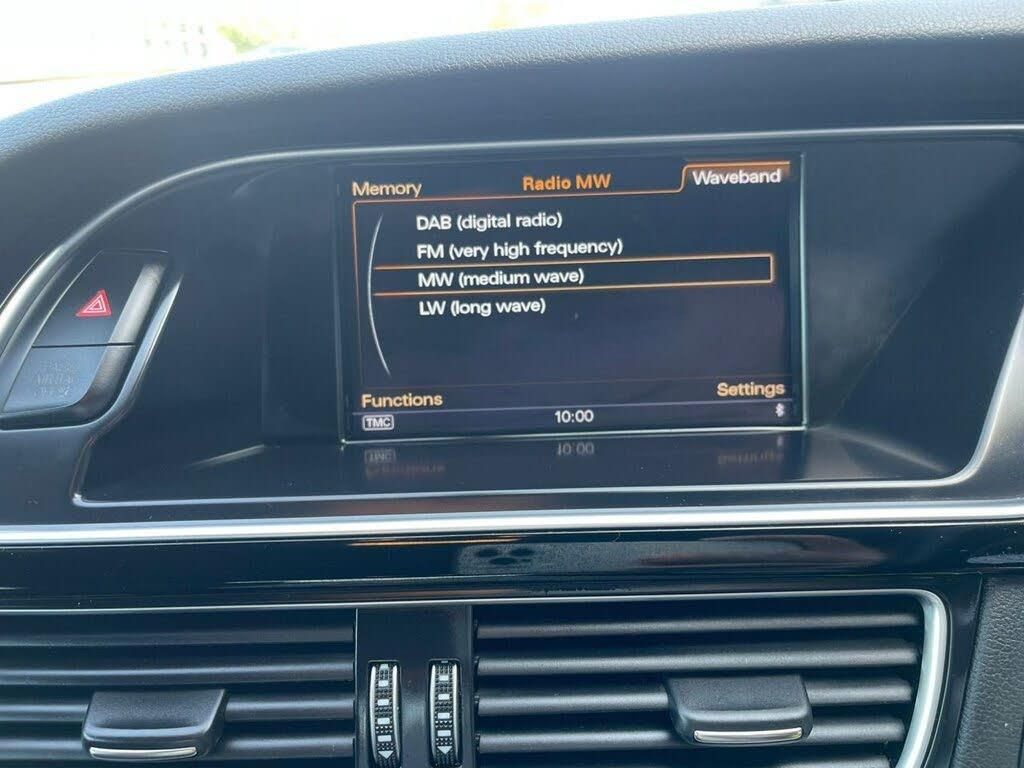 Memory Radio MW Waveband
DAB (digital radio)
FM (very high frequency)
MW (medium wave)
LW (long wave)
Functions Settings
TMC 10:00